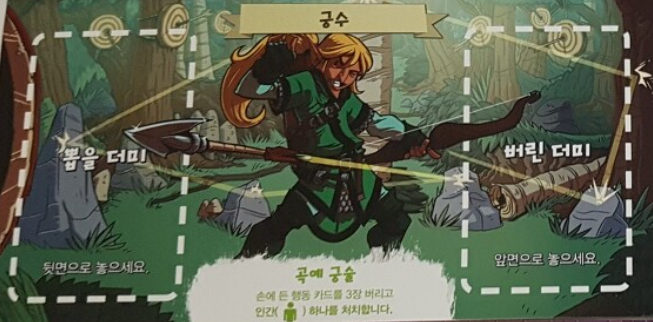 궁수
뽑을 더미
버린 더미
뒷면으로 놓으세요.
앞면으로 놓으세요.
곡예 궁술
손에 든 행동 카드를 3장 버리고
인간( ) 하나를 처치합니다.